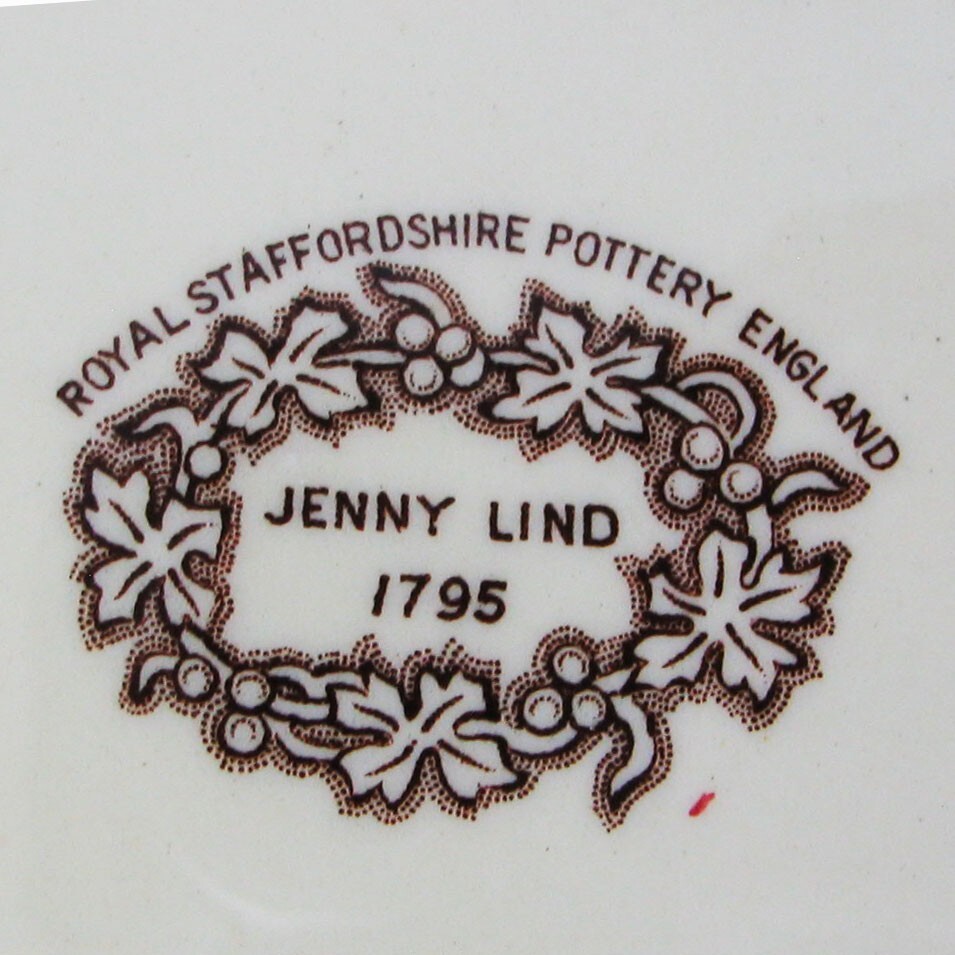 ROYAL STAFFORDSHIRE POTTERY ENGLAND
JENNY LIND
1795